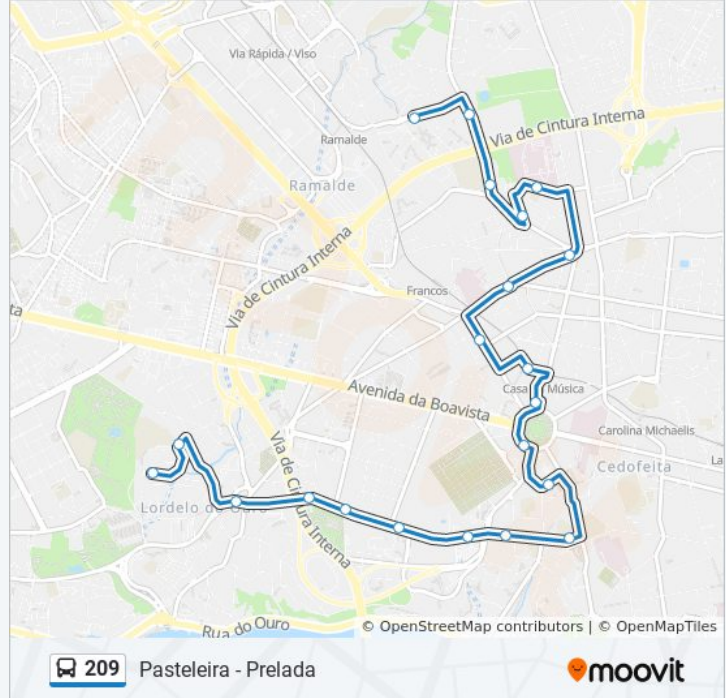 Via Rápida / Viso
Via de Cintura Interna
Ramalde
Ramalde
Via de Cintura Interna
Francos
ta
Avenida da Boavista
Casa Música
Carolina Michaelis
La
Cedofeita
Via de Cintura Interna
Lordelo do Ouro
Rua do Ouro
© OpenStreetMap contributors | © OpenMapTiles
209 Pasteleira - Prelada
moovit